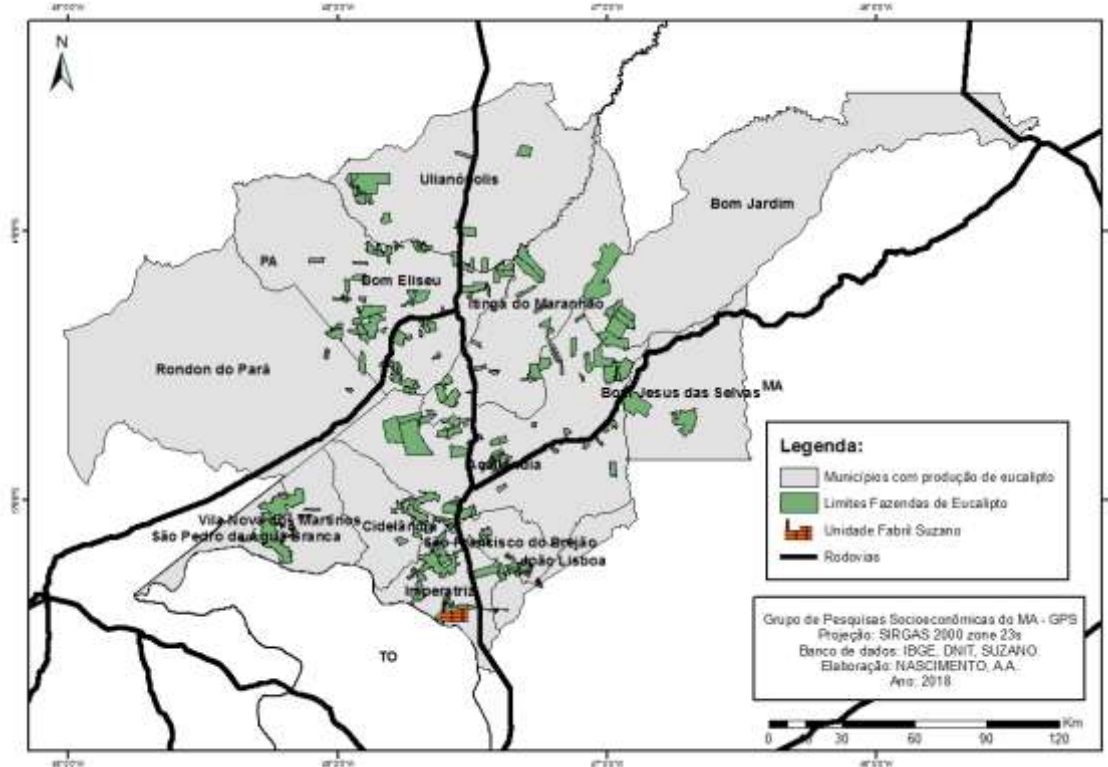 N
Ulianópolis
Bom Jardim
PA
Bom Eliseu
Itinga do Maranhão
Rondon do Pará
Bom Jesus das Selvas
MA
Açailândia
Vila Nova dos Martinos
Cidelândia
São Pedro da Água Branca
São Francisco do Brejão
João Lisboa
Imperatriz
TO
Legenda:
Municípios com produção de eucalipto
Limites Fazendas de Eucalipto
Unidade Fabril Suzano
Rodovias
Grupo de Pesquisas Socioeconômicas do MA - GPS
Projeção: SIRGAS 2000 zone 23s
Banco de dados: IBGE, DNIT, SUZANO
Elaboração: NASCIMENTO, A.A.
Ano: 2018
Km
0 15 30 60 90 120